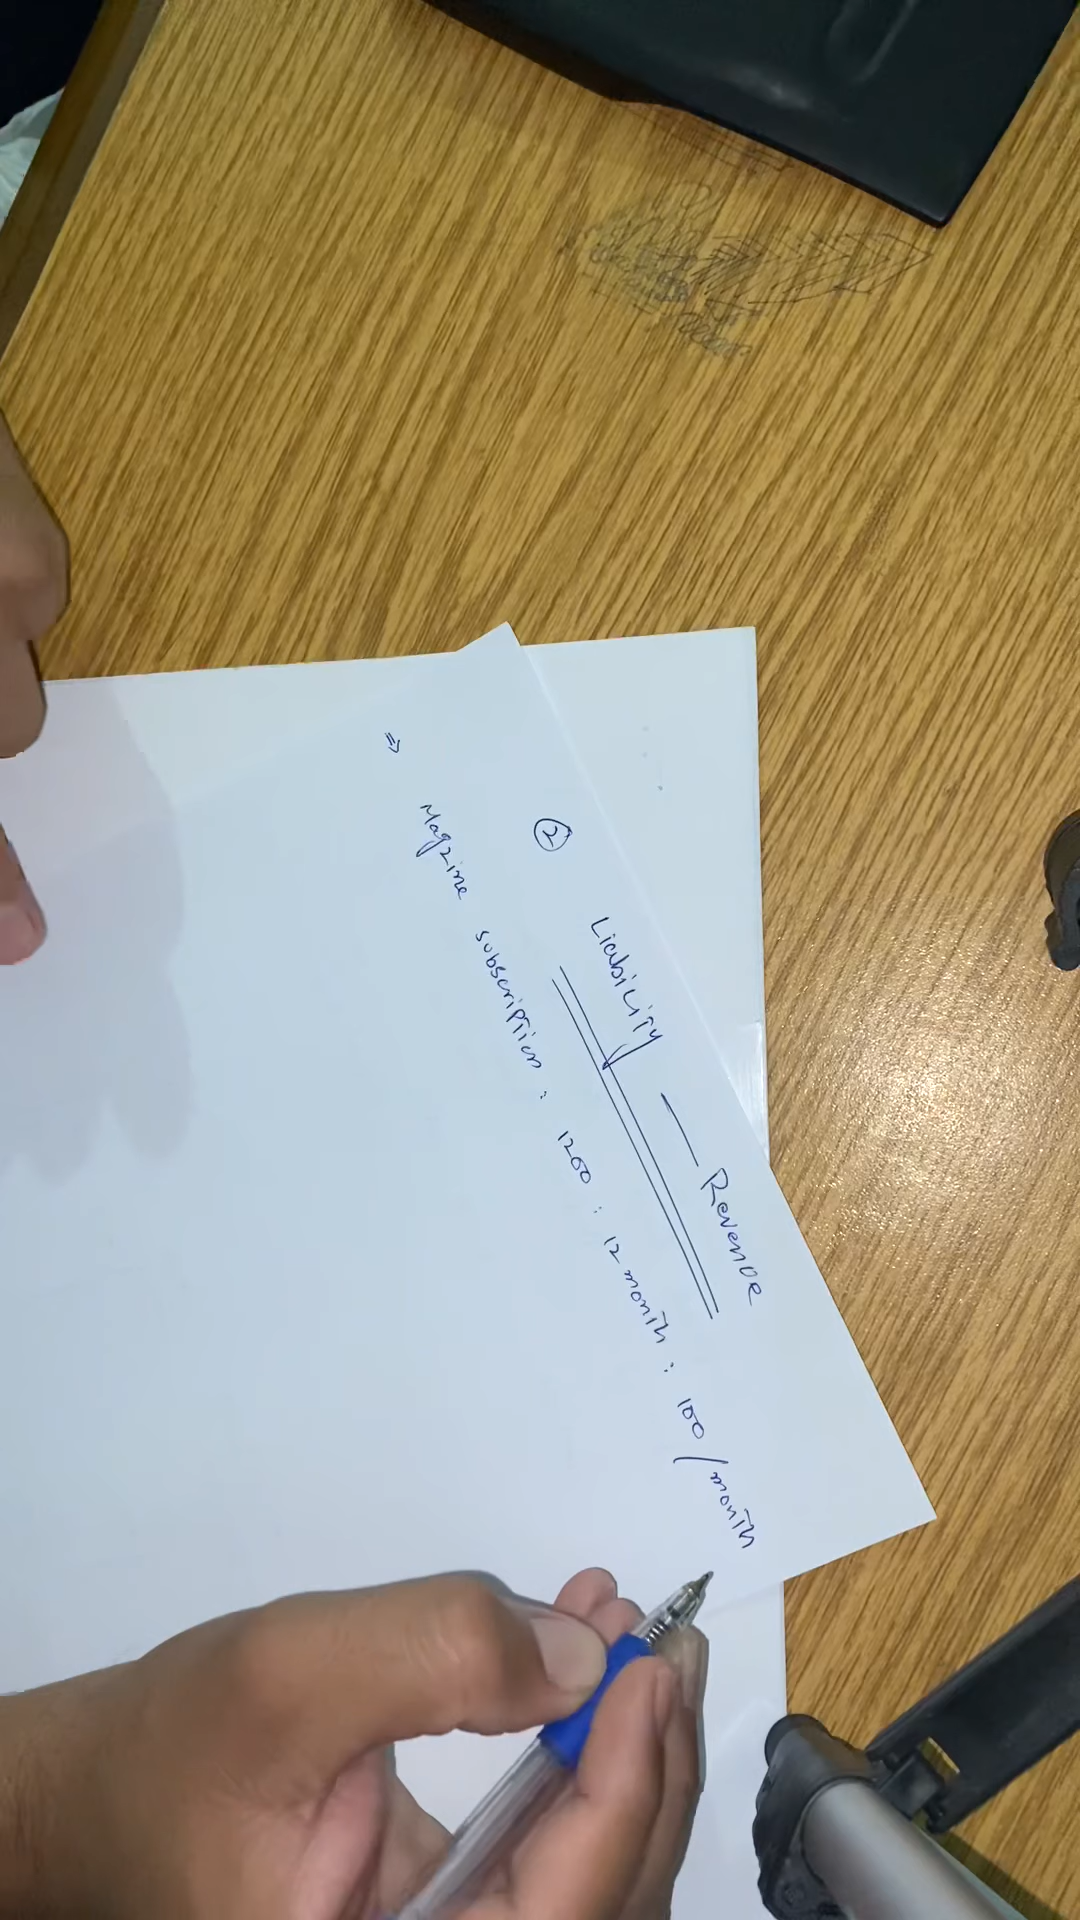 ② Liability — Revenue
⇒ Magzine subscription : 1200 : 12 month : 100/month